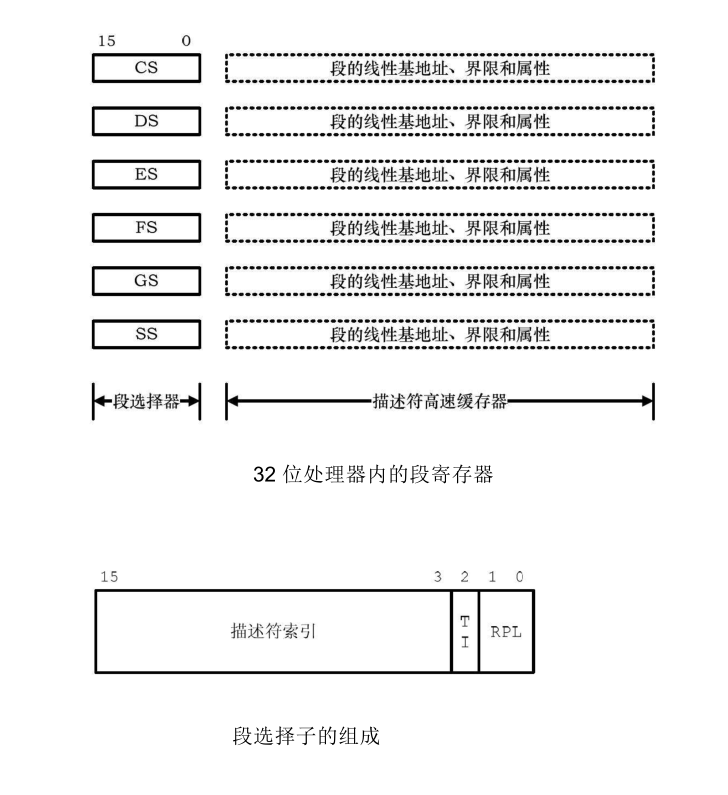 15 0
CS 段的线性基地址、界限和属性
DS 段的线性基地址、界限和属性
ES 段的线性基地址、界限和属性
FS 段的线性基地址、界限和属性
GS 段的线性基地址、界限和属性
SS 段的线性基地址、界限和属性
段选择器 描述符高速缓存器
32 位处理器内的段寄存器
15 3 2 1 0
描述符索引 TI RPL
段选择子的组成